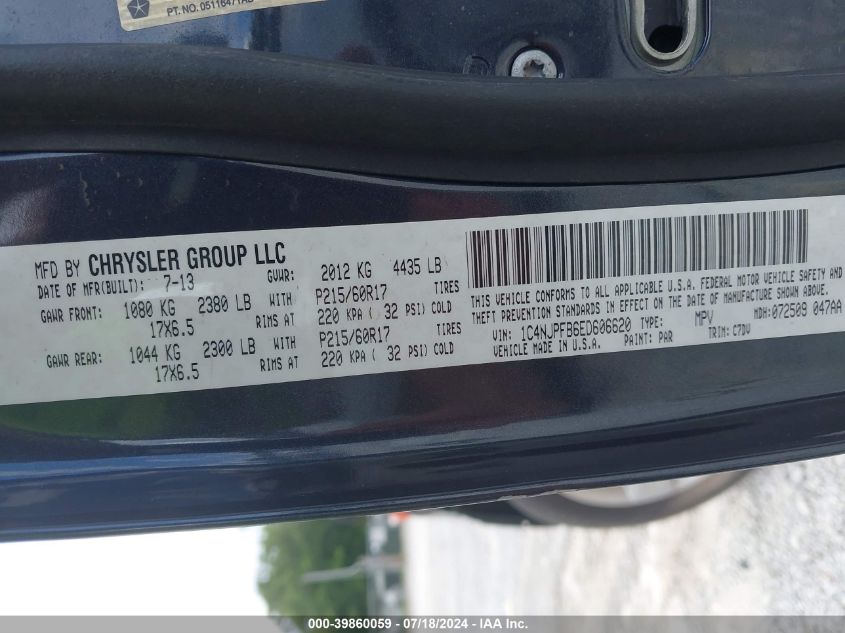 PT. NO. 05116471AB
MFD BY CHRYSLER GROUP LLC
DATE OF MFR(BUILT): 7-13 GVWR: 2012 KG 4435 LB
GAWR FRONT: 1080 KG 2380 LB WITH P215/60R17 TIRES
17X6.5 RIMS AT 220 KPA ( 32 PSI) COLD
GAWR REAR: 1044 KG 2300 LB WITH P215/60R17 TIRES
17X6.5 RIMS AT 220 KPA ( 32 PSI) COLD
THIS VEHICLE CONFORMS TO ALL APPLICABLE U.S.A. FEDERAL MOTOR VEHICLE SAFETY AND
THEFT PREVENTION STANDARDS IN EFFECT ON THE DATE OF MANUFACTURE SHOWN ABOVE.
VIN: 1C4NJPFB6ED606620 TYPE: MPV MDH: 072509 047AA
VEHICLE MADE IN U.S.A. PAINT: PAR TRIM: C7DV
000-39860059 - 07/18/2024 - 1 OWNER INC.